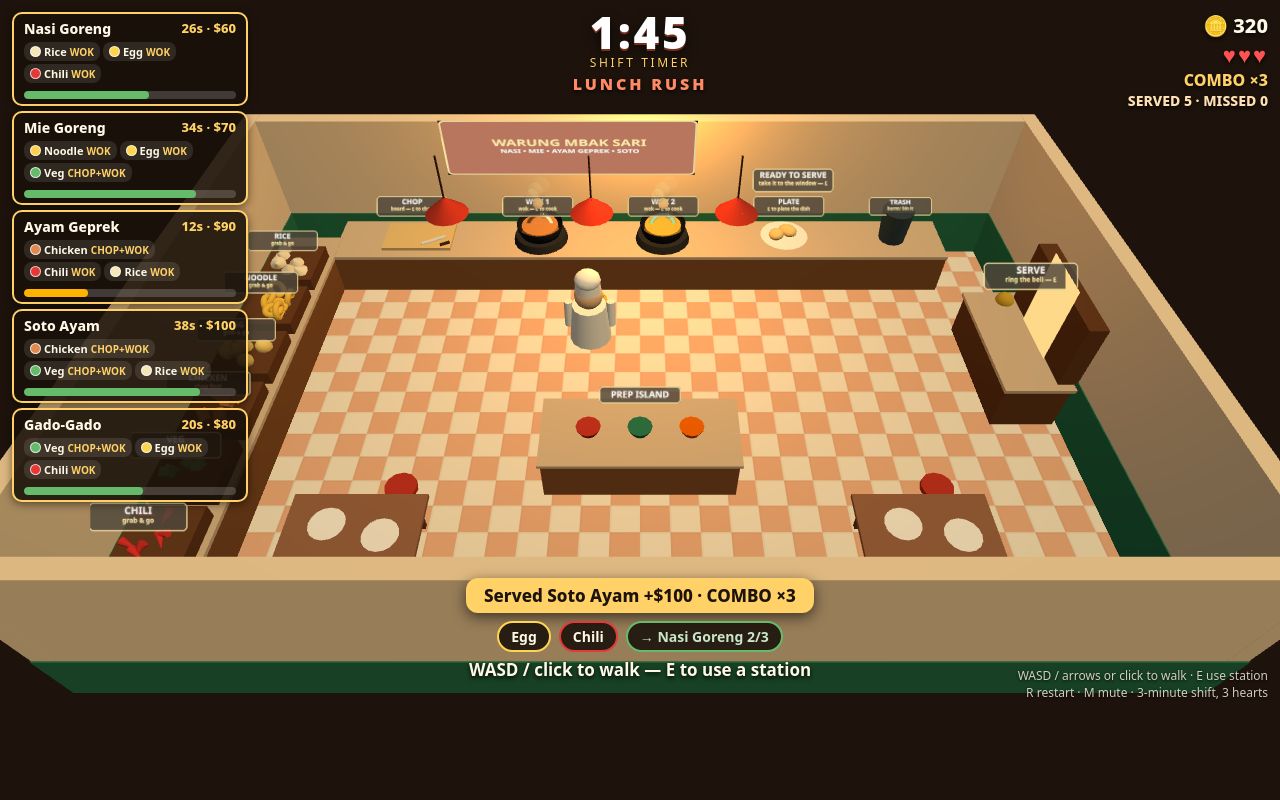 Nasi Goreng 26s · $60
Rice WOK Egg WOK
Chili WOK
Mie Goreng 34s · $70
Noodle WOK Egg WOK
Veg CHOP+WOK
Ayam Geprek 12s · $90
Chicken CHOP+WOK
Chili WOK Rice WOK
Soto Ayam 38s · $100
Chicken CHOP+WOK
Veg CHOP+WOK Rice WOK
Gado-Gado 20s · $80
Veg CHOP+WOK Egg WOK
Chili WOK
1:45
SHIFT TIMER
LUNCH RUSH
320
♥♥♥
COMBO ×3
SERVED 5 · MISSED 0
WARUNG MBAK SARI
NASI • MIE • AYAM GEPREK • SOTO
READY TO SERVE
take it to the window — E
CHOP
PLATE
E to plate the dish
TRASH
RICE
grab & go
NOODLE
grab & go
SERVE
ring the bell — E
PREP ISLAND
CHILI
grab & go
Served Soto Ayam +$100 · COMBO ×3
Egg Chili → Nasi Goreng 2/3
WASD / click to walk — E to use a station
WASD / arrows or click to walk · E use station
R restart · M mute · 3-minute shift, 3 hearts